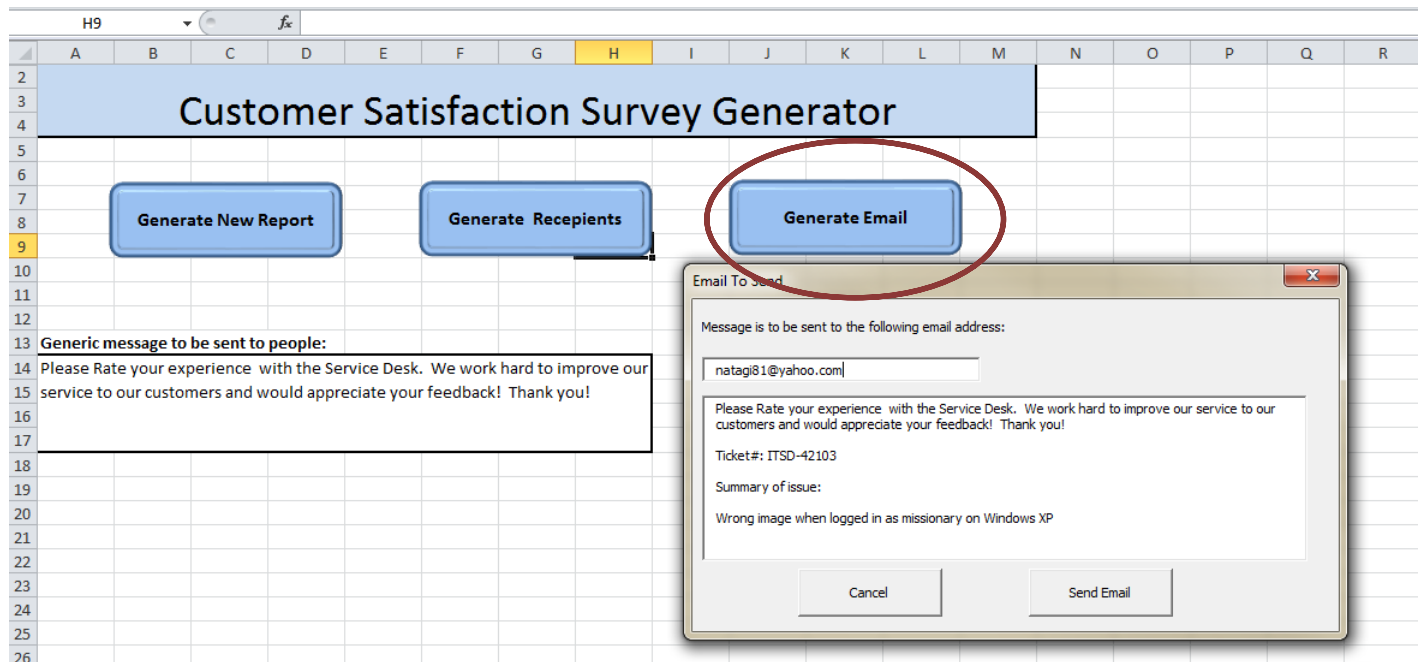 H9
fx
A B C D E F G H I J K L M N O P Q R
2
3
4
Customer Satisfaction Survey Generator
5
6
7
8
9
Generate New Report
Generate  Recepients
Generate Email
10
11
12
13
14
15
16
17
18
19
20
21
22
23
24
25
26
Generic message to be sent to people:
Please Rate your experience  with the Service Desk.  We work hard to improve our
service to our customers and would appreciate your feedback!  Thank you!
Email To Send
X
Message is to be sent to the following email address:
natagi81@yahoo.com
Please Rate your experience  with the Service Desk.  We work hard to improve our service to our
customers and would appreciate your feedback!  Thank you!
Ticket#: ITSD-42103
Summary of issue:
Wrong image when logged in as missionary on Windows XP
Cancel
Send Email